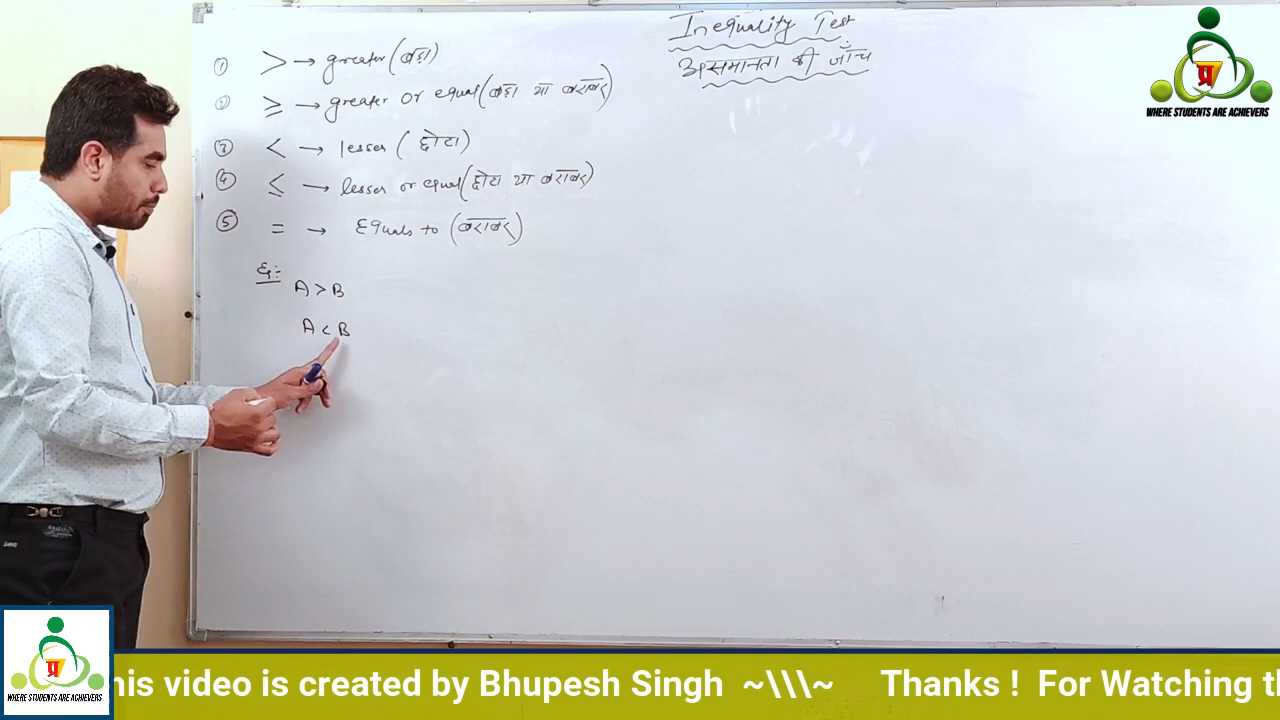 Inequality Test
असमानता की जाँच
① > → greater (बड़ा)
② ≥ → greater or equal (बड़ा या बराबर)
③ < → lesser (छोटा)
④ ≤ → lesser or equal (छोटा या बराबर)
⑤ = → Equals to (बराबर)
Eg:-
A > B
A < B
प्र
WHERE STUDENTS ARE ACHIEVERS
प्र
WHERE STUDENTS ARE ACHIEVERS
his video is created by Bhupesh Singh ~\\\~ Thanks ! For Watching th